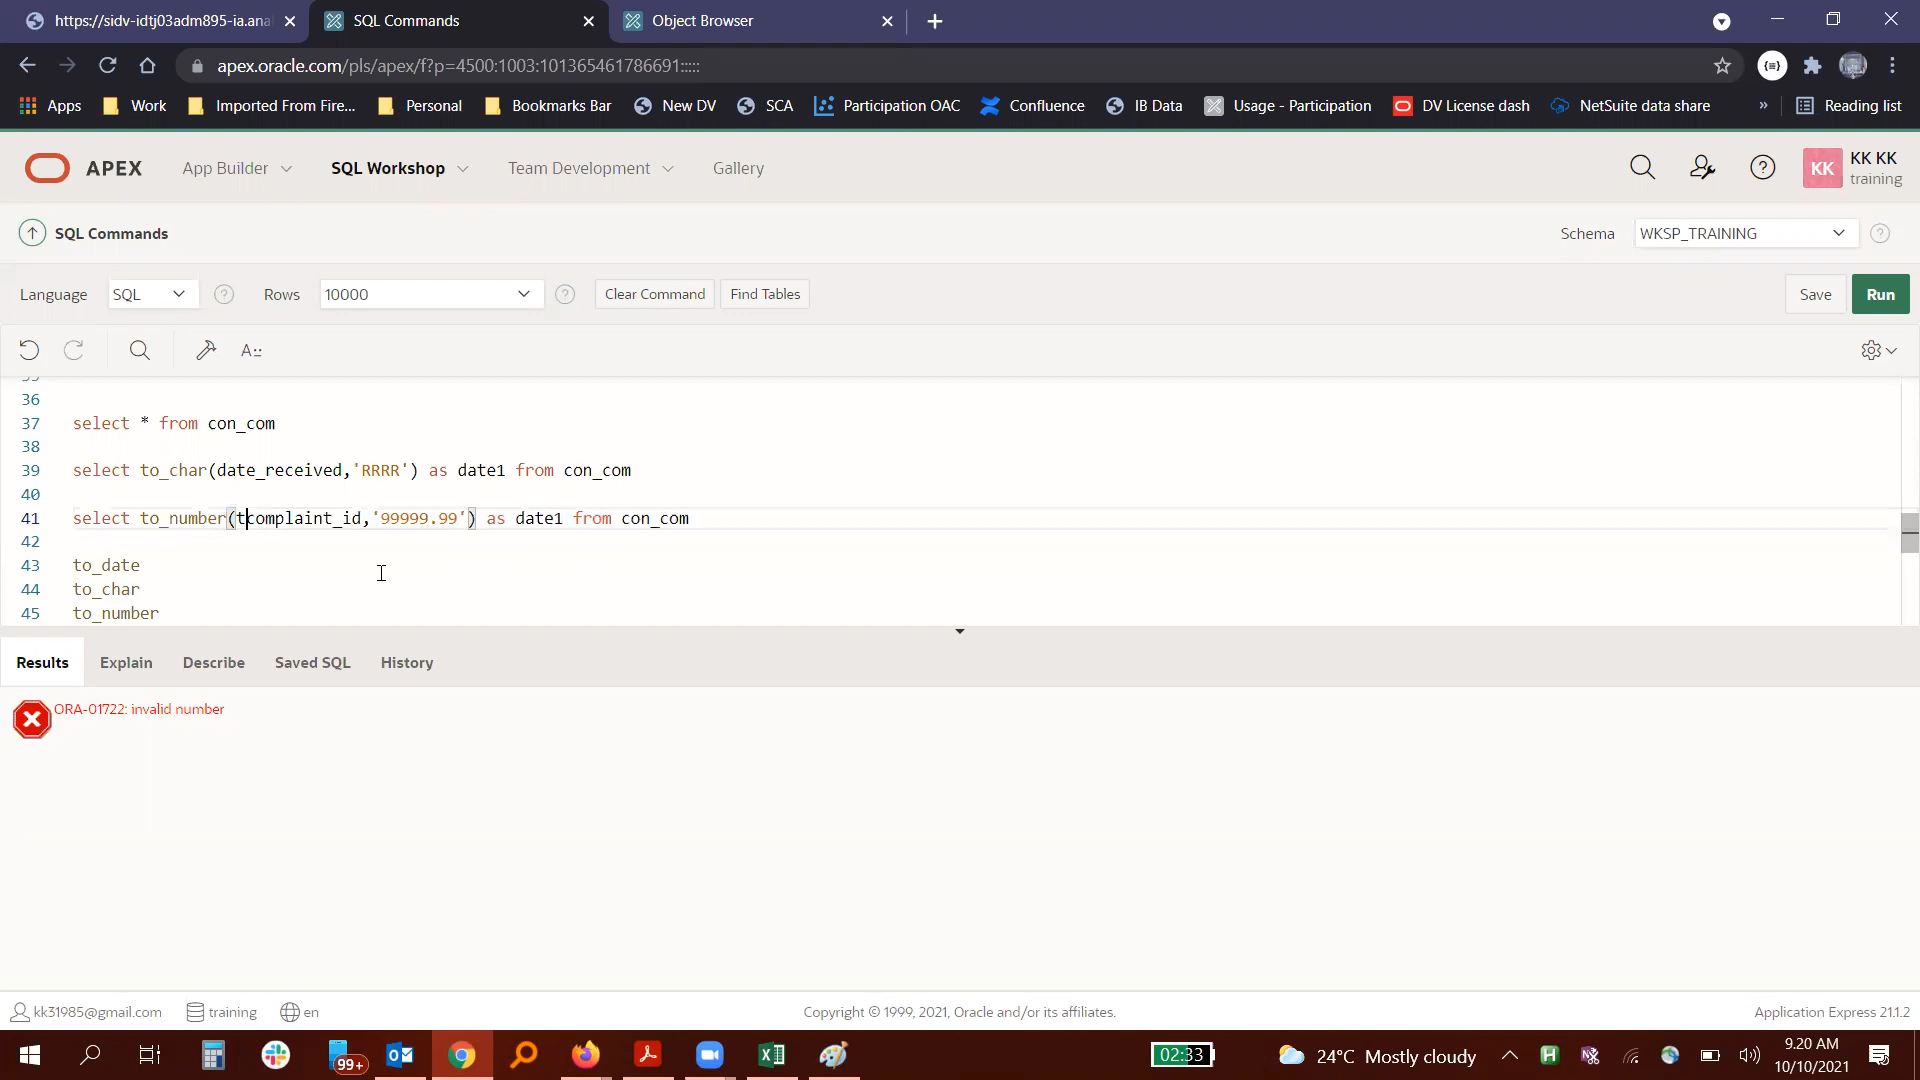 https://sidv-idtj03adm895-ia.ana
SQL Commands
Object Browser
apex.oracle.com/pls/apex/f?p=4500:1003:101365461786691:::::
Apps
Work
Imported From Fire...
Personal
Bookmarks Bar
New DV
SCA
Participation OAC
Confluence
IB Data
Usage - Participation
DV License dash
NetSuite data share
»
Reading list
APEX
App Builder
SQL Workshop
Team Development
Gallery
KK
KK KK
training
SQL Commands
Schema
WKSP_TRAINING
Language
SQL
Rows
10000
Clear Command
Find Tables
Save
Run
36
37 select * from con_com
38
39 select to_char(date_received,'RRRR') as date1 from con_com
40
41 select to_number(tcomplaint_id,'99999.99') as date1 from con_com
42
43 to_date
44 to_char
45 to_number
Results
Explain
Describe
Saved SQL
History
ORA-01722: invalid number
kk31985@gmail.com
training
en
Copyright © 1999, 2021, Oracle and/or its affiliates.
Application Express 21.1.2
99+
02:33
24°C Mostly cloudy
9.20 AM
10/10/2021